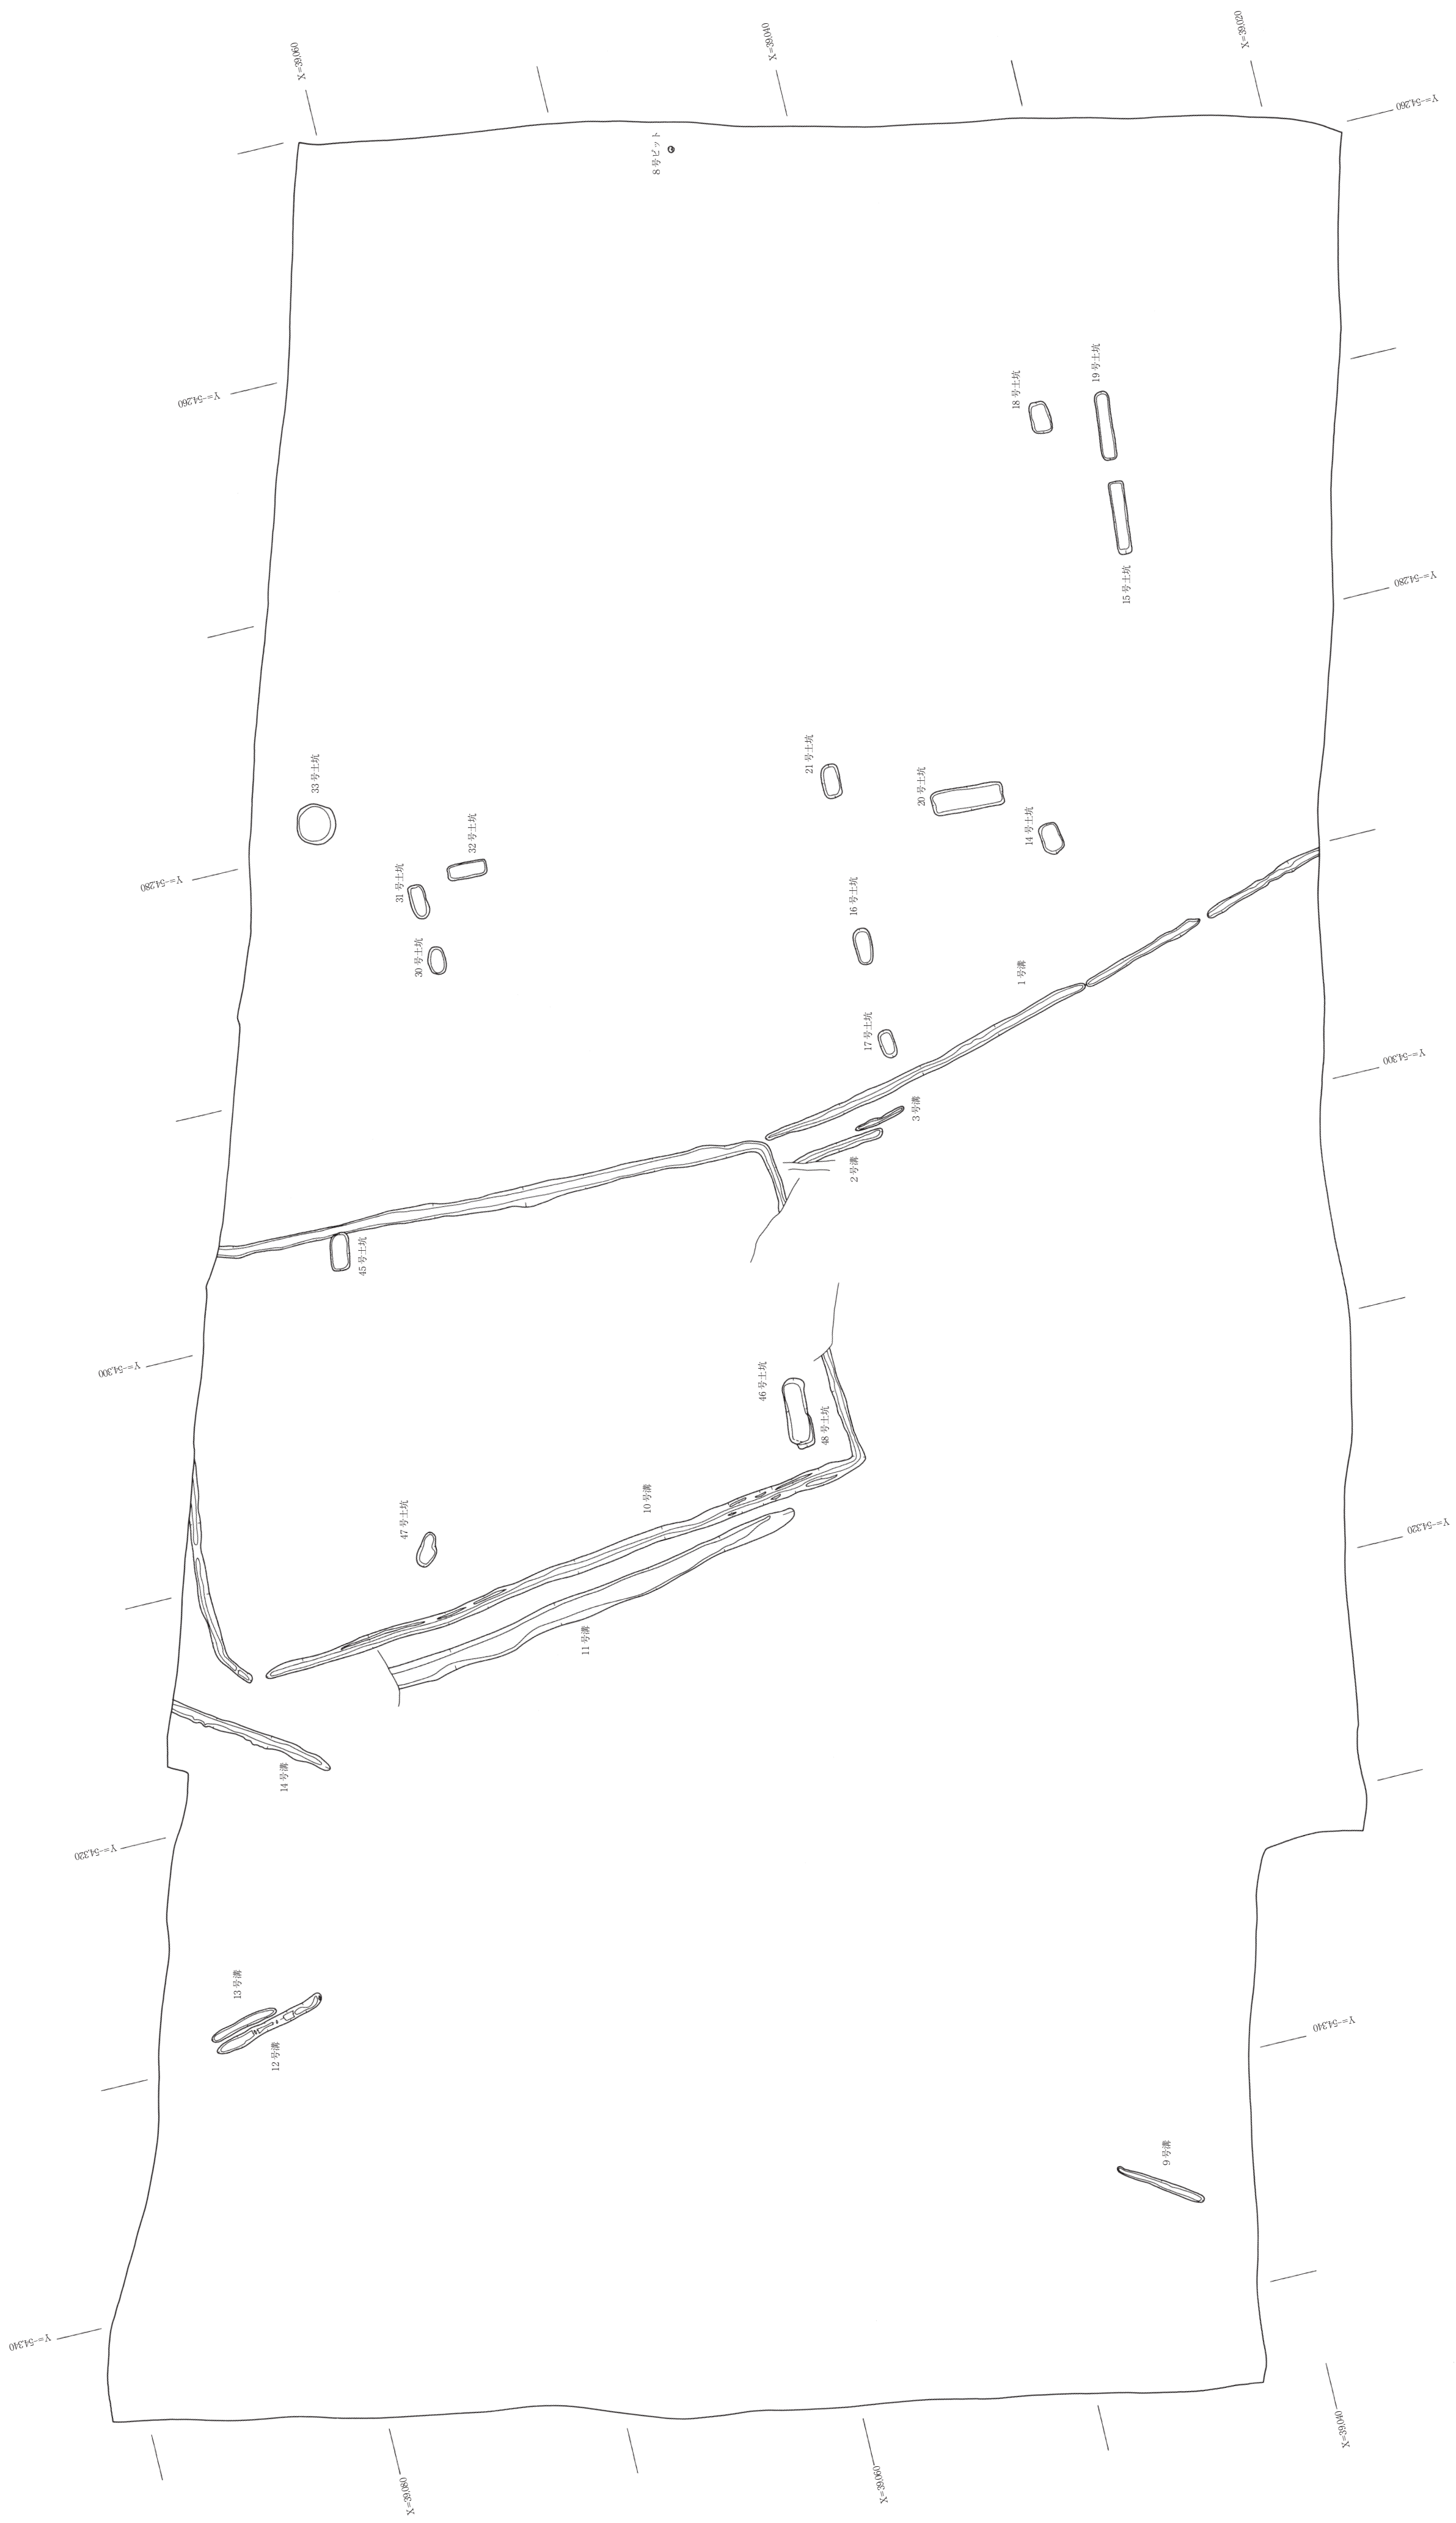 X=39,060
X=39,040
X=39,020
Y=-54,260
8号ピット
Y=-54,260
19号土坑
18号土坑
15号土坑
Y=-54,280
33号土坑
21号土坑
20号土坑
14号土坑
32号土坑
31号土坑
Y=-54,280
16号土坑
30号土坑
1号溝
17号土坑
Y=-54,300
3号溝
2号溝
45号土坑
Y=-54,300
46号土坑
48号土坑
10号溝
47号土坑
Y=-54,320
11号溝
14号溝
Y=-54,320
13号溝
12号溝
Y=-54,340
9号溝
Y=-54,340
X=39,080
X=39,060
X=39,040